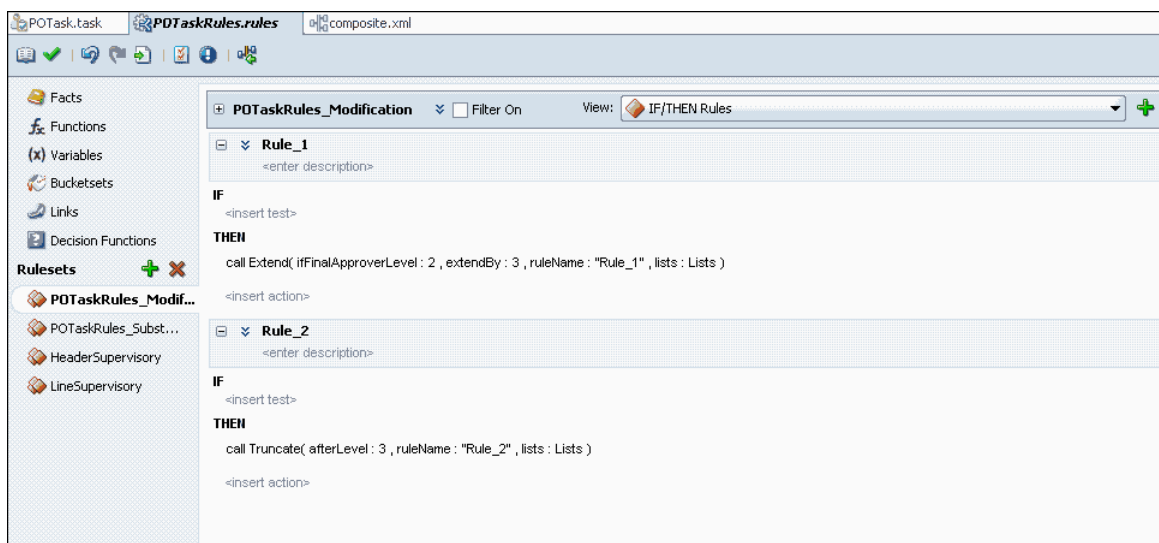 POTask.task POTaskRules.rules composite.xml
Facts
fx Functions
(x) Variables
Bucketsets
Links
Decision Functions
Rulesets
POTaskRules_Modif...
POTaskRules_Subst...
HeaderSupervisory
LineSupervisory
POTaskRules_Modification Filter On View: IF/THEN Rules
Rule_1
<enter description>
IF
<insert test>
THEN
call Extend( ifFinalApproverLevel : 2 , extendBy : 3 , ruleName : "Rule_1" , lists : Lists )
<insert action>
Rule_2
<enter description>
IF
<insert test>
THEN
call Truncate( afterLevel : 3 , ruleName : "Rule_2" , lists : Lists )
<insert action>